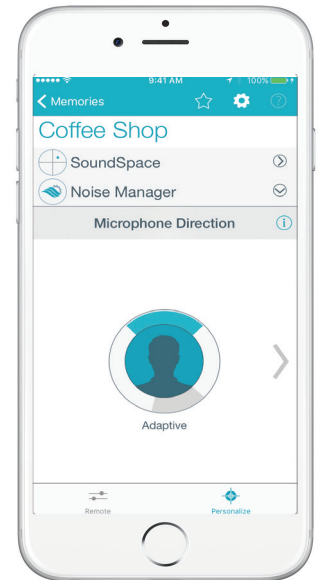 9:41 AM 100%
Memories
Coffee Shop
SoundSpace
Noise Manager
Microphone Direction
Adaptive
Remote Personalize